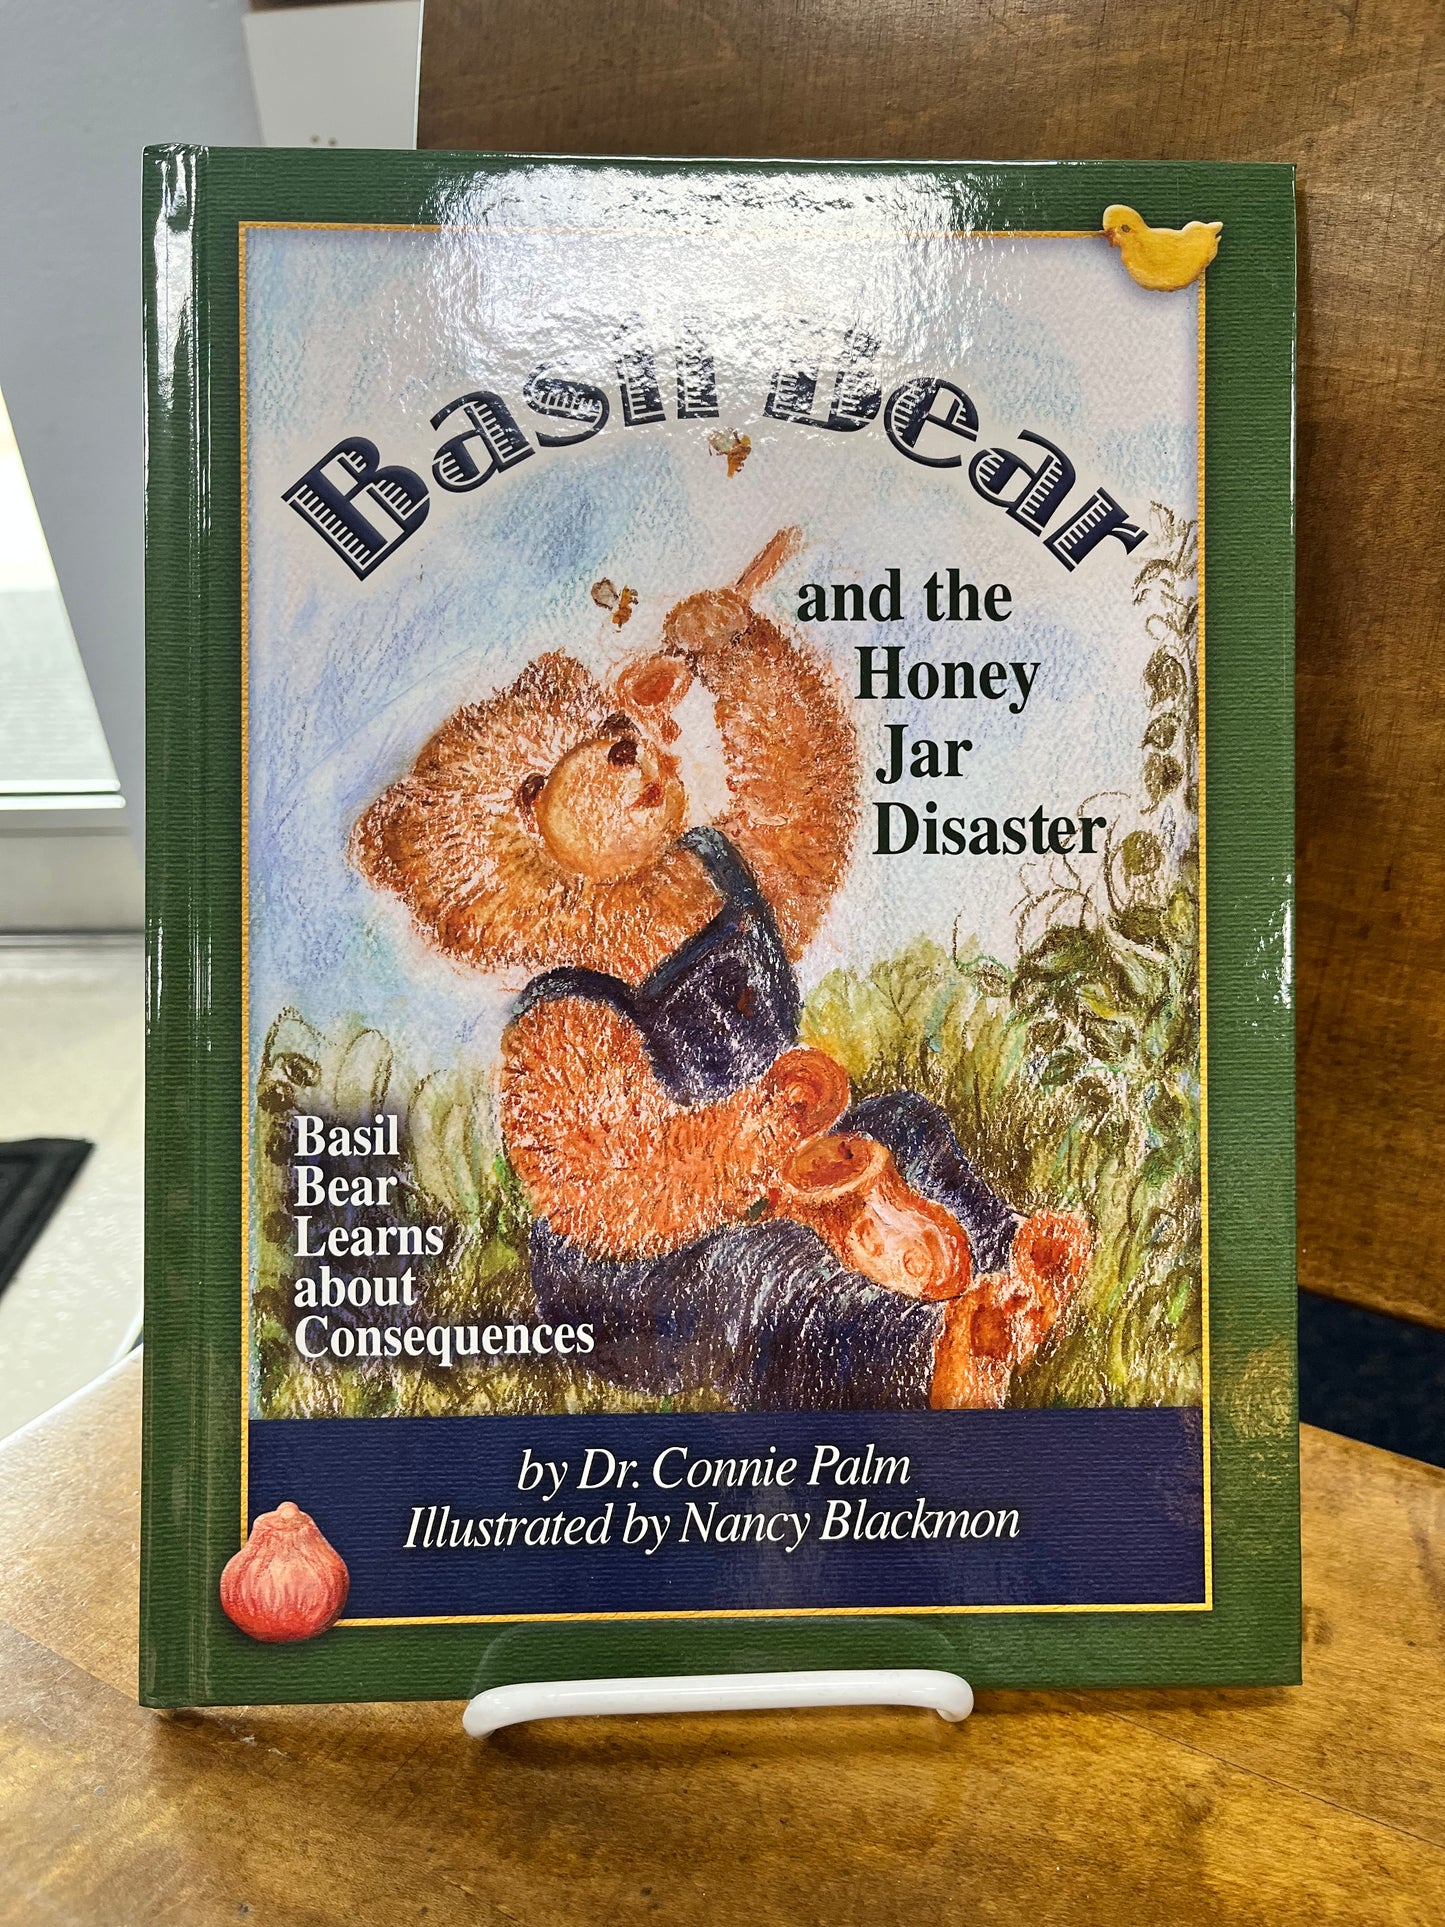 Basil Bear
and the
Honey
Jar
Disaster
Basil
Bear
Learns
about
Consequences
by Dr. Connie Palm
Illustrated by Nancy Blackmon